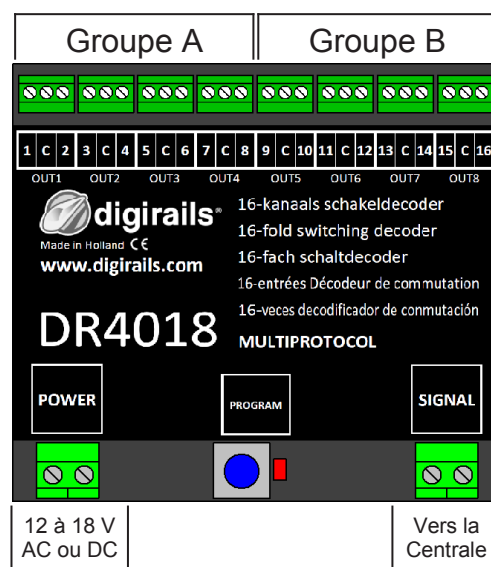 Groupe A Groupe B
1 C 2 3 C 4 5 C 6 7 C 8 9 C 10 11 C 12 13 C 14 15 C 16
OUT1 OUT2 OUT3 OUT4 OUT5 OUT6 OUT7 OUT8
digirails®
Made in Holland CE
www.digirails.com
16-kanaals schakeldecoder
16-fold switching decoder
16-fach schaltdecoder
16-entrées Décodeur de commutation
16-veces decodificador de conmutación
DR4018
MULTIPROTOCOL
POWER
PROGRAM
SIGNAL
12 à 18 V
AC ou DC
Vers la
Centrale